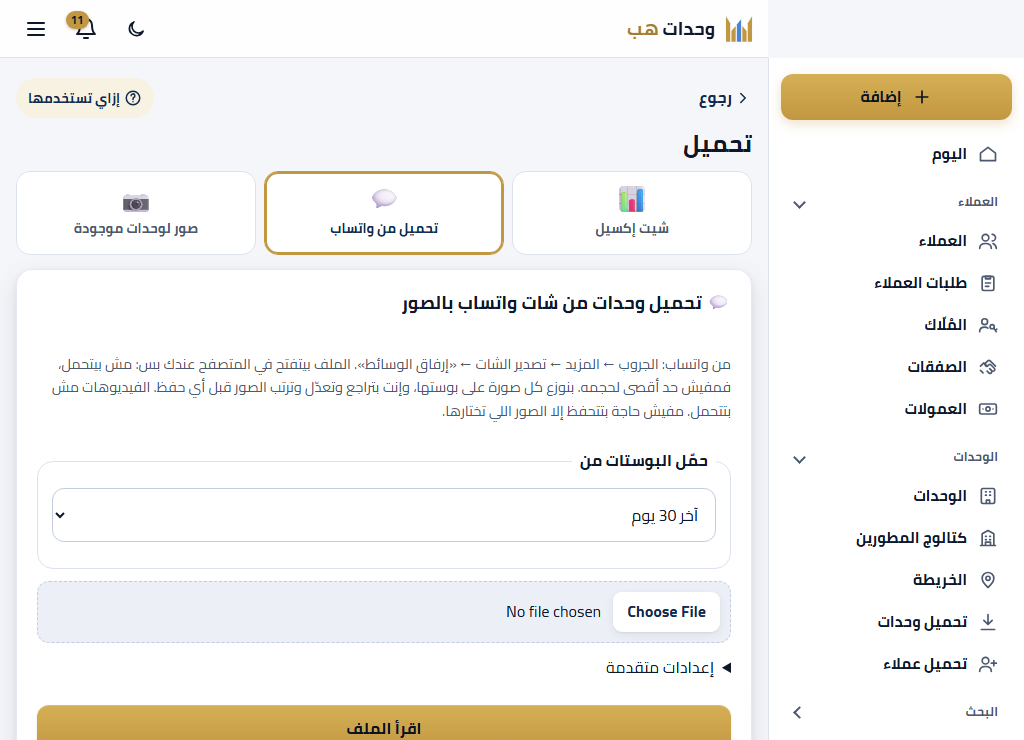 وحدات هب
11
إضافة
اليوم
العملاء
العملاء
طلبات العملاء
المُلّاك
الصفقات
العمولات
الوحدات
الوحدات
كتالوج المطورين
الخريطة
تحميل وحدات
تحميل عملاء
البحث
رجوع
إزاي تستخدمها
تحميل
شيت إكسيل
تحميل من واتساب
صور لوحدات موجودة
تحميل وحدات من شات واتساب بالصور
من واتساب: الجروب ← المزيد ← تصدير الشات ← «إرفاق الوسائط». الملف بيتفتح في المتصفح عندك بس: مش بيتحمل،
فمفيش حد أقصى لحجمه. بنوزع كل صورة على بوستها، وإنت بتراجع وتعدّل وترتب الصور قبل أي حفظ. الفيديوهات مش
بتتحمل. مفيش حاجة بتتحفظ إلا الصور اللي تختارها.
حمّل البوستات من
آخر 30 يوم
Choose File No file chosen
إعدادات متقدمة
اقرأ الملف